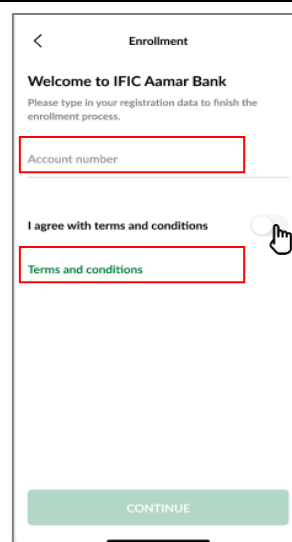 Enrollment
Welcome to IFIC Aamar Bank
Please type in your registration data to finish the
enrollment process.
Account number
I agree with terms and conditions
Terms and conditions
CONTINUE